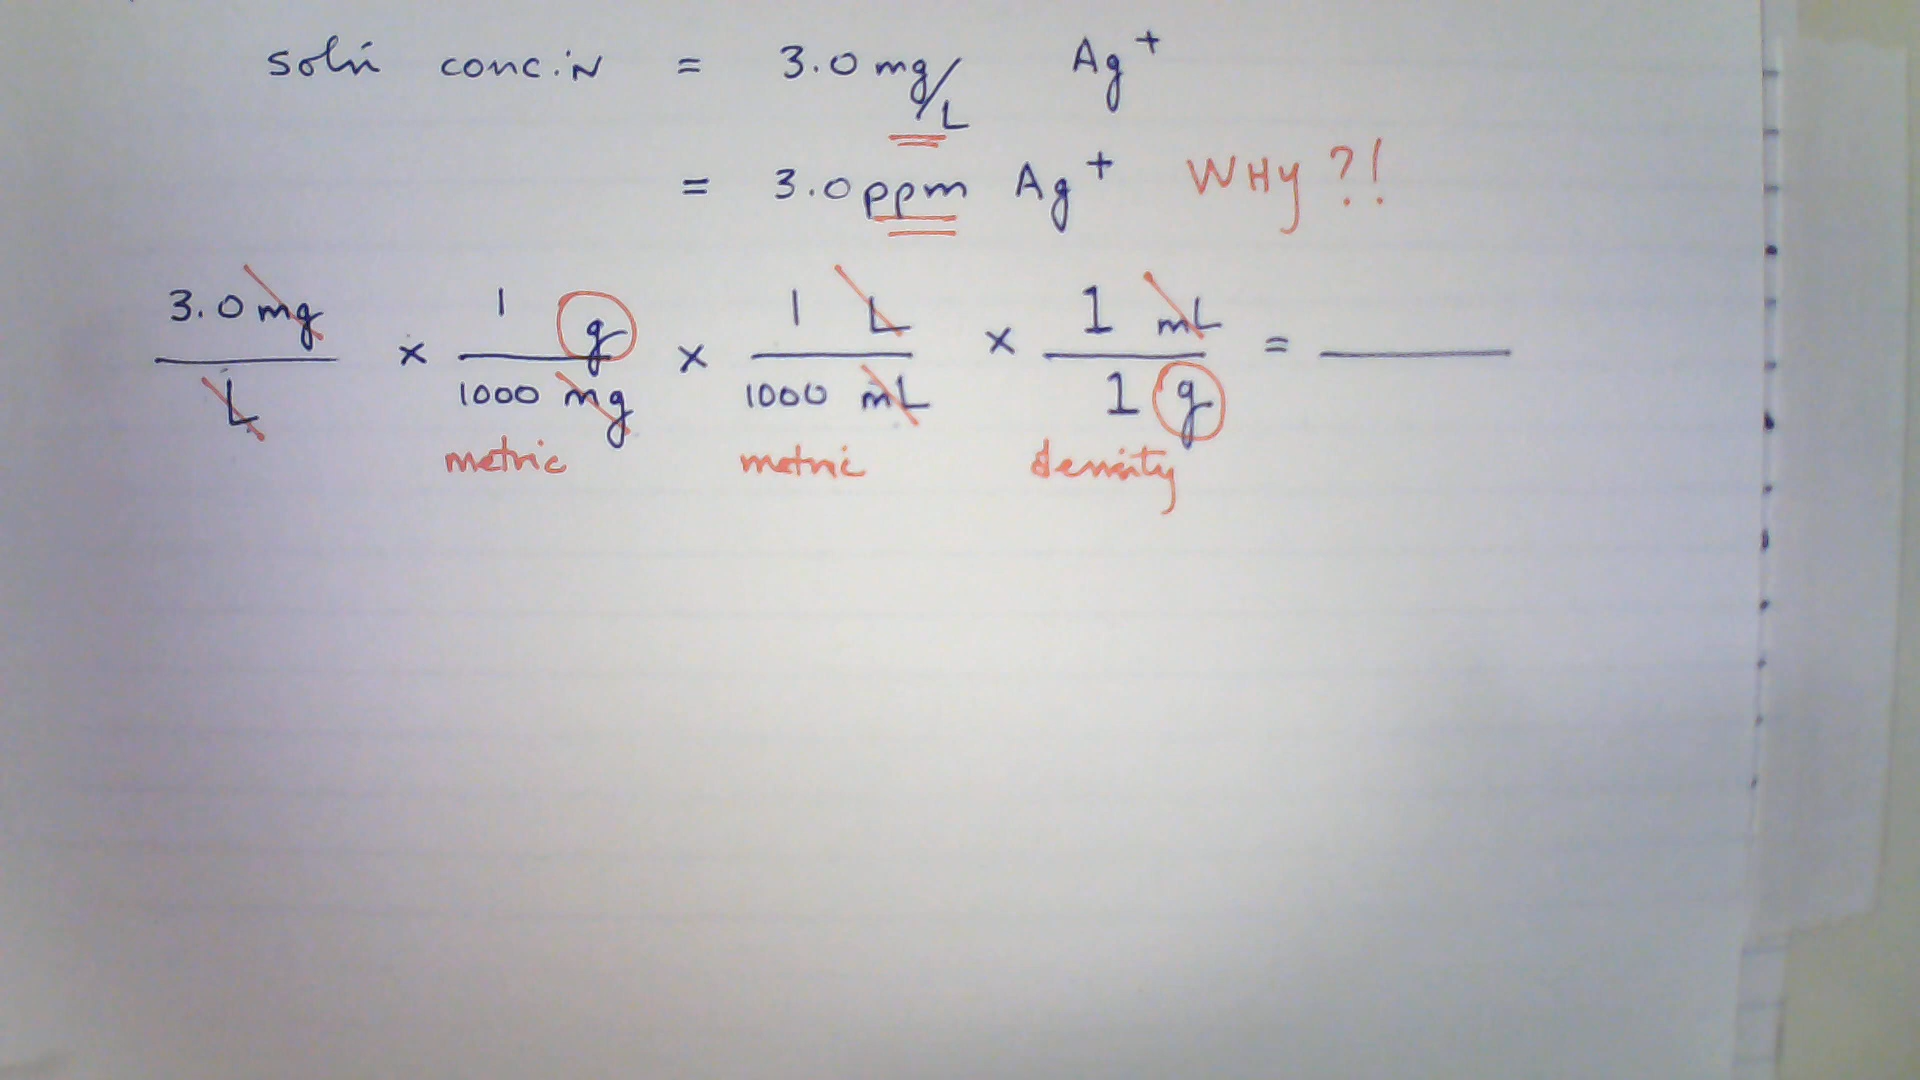 soln conc:N = 3.0 mg/L Ag+
= 3.0 ppm Ag+ WHY?!
3.0 mg / L × 1 g / 1000 mg × 1 L / 1000 mL × 1 mL / 1 g = ____
metric metric density